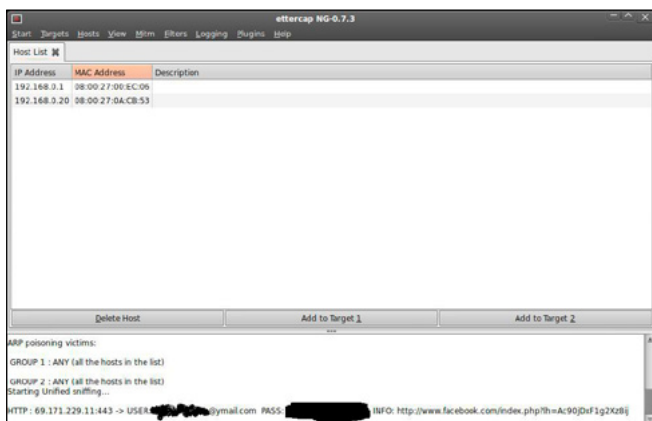 ettercap NG-0.7.3
Start Targets Hosts View Mitm Filters Logging Plugins Help
Host List
IP Address MAC Address Description
192.168.0.1 08:00:27:00:EC:06
192.168.0.20 08:00:27:0A:CB:53
Delete Host Add to Target 1 Add to Target 2
ARP poisoning victims:
GROUP 1 : ANY (all the hosts in the list)
GROUP 2 : ANY (all the hosts in the list)
Starting Unified sniffing...
HTTP : 69.171.229.11:443 -> USER: @ymail.com PASS: INFO: http://www.facebook.com/index.php?lh=Ac90jDxF1g2XzBij